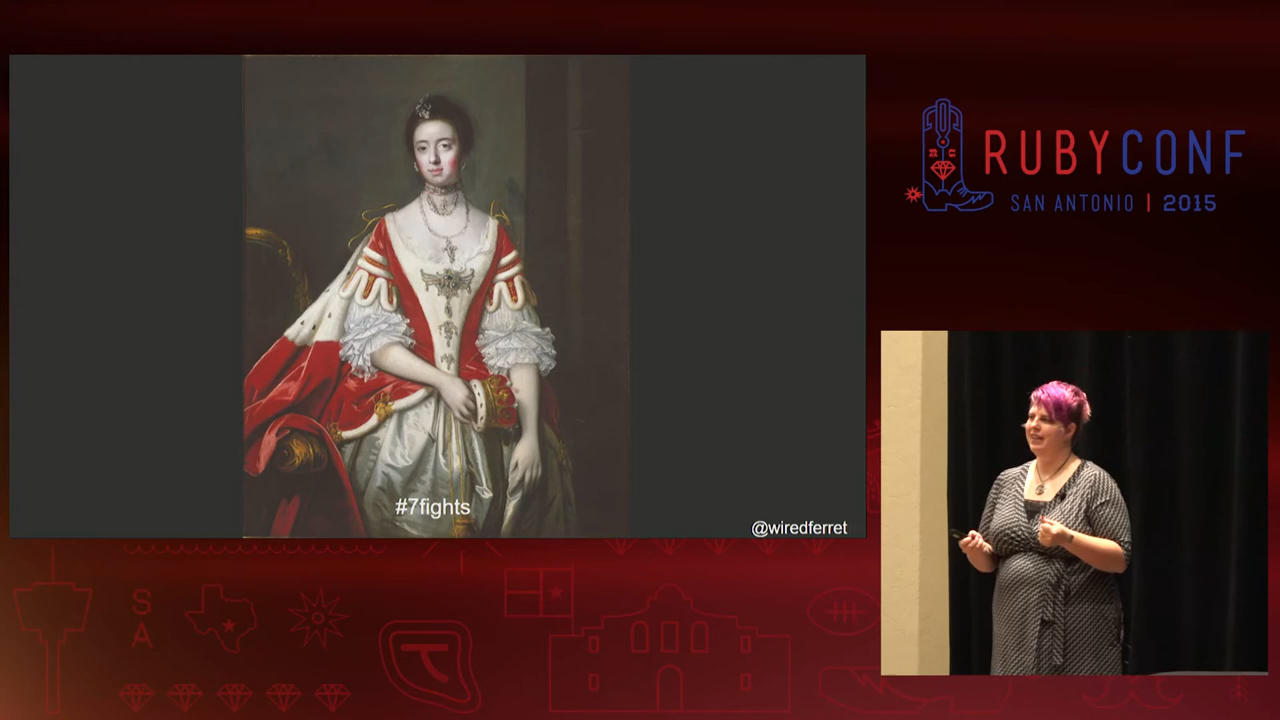 #7fights
@wiredferret
RUBYCONF
SAN ANTONIO | 2015
S
A